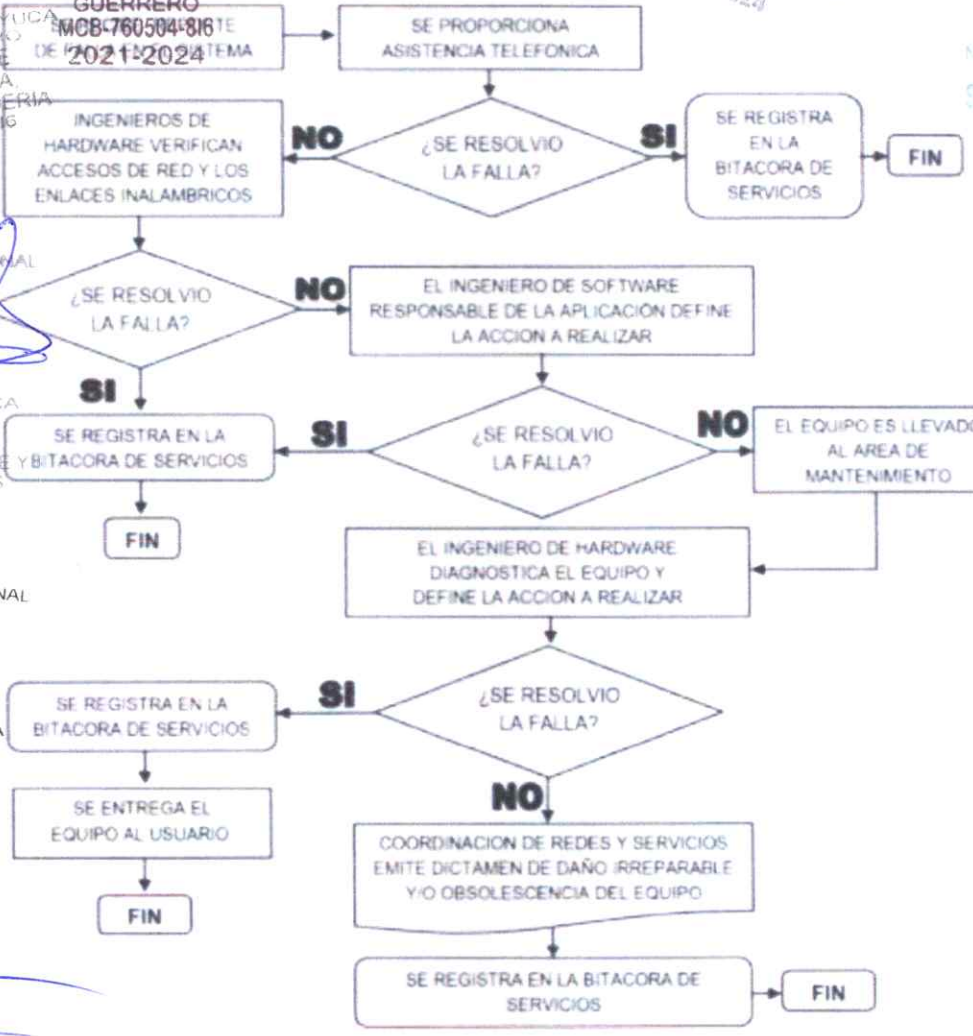 GUERRERO
MCB-760504-8I6
2021-2024
DE FALLA EN EL SISTEMA
SE PROPORCIONA
ASISTENCIA TELEFONICA
INGENIEROS DE
HARDWARE VERIFICAN
ACCESOS DE RED Y LOS
ENLACES INALAMBRICOS
NO
¿SE RESOLVIO
LA FALLA?
SI
SE REGISTRA
EN LA
BITACORA DE
SERVICIOS
FIN
¿SE RESOLVIO
LA FALLA?
NO
EL INGENIERO DE SOFTWARE
RESPONSABLE DE LA APLICACIÓN DEFINE
LA ACCION A REALIZAR
SI
SE REGISTRA EN LA
BITACORA DE SERVICIOS
FIN
SI
¿SE RESOLVIO
LA FALLA?
NO
EL EQUIPO ES LLEVADO
AL AREA DE
MANTENIMIENTO
EL INGENIERO DE HARDWARE
DIAGNOSTICA EL EQUIPO Y
DEFINE LA ACCION A REALIZAR
¿SE RESOLVIO
LA FALLA?
SI
SE REGISTRA EN LA
BITACORA DE SERVICIOS
SE ENTREGA EL
EQUIPO AL USUARIO
FIN
NO
COORDINACION DE REDES Y SERVICIOS
EMITE DICTAMEN DE DAÑO IRREPARABLE
Y/O OBSOLESCENCIA DEL EQUIPO
SE REGISTRA EN LA BITACORA DE
SERVICIOS
FIN